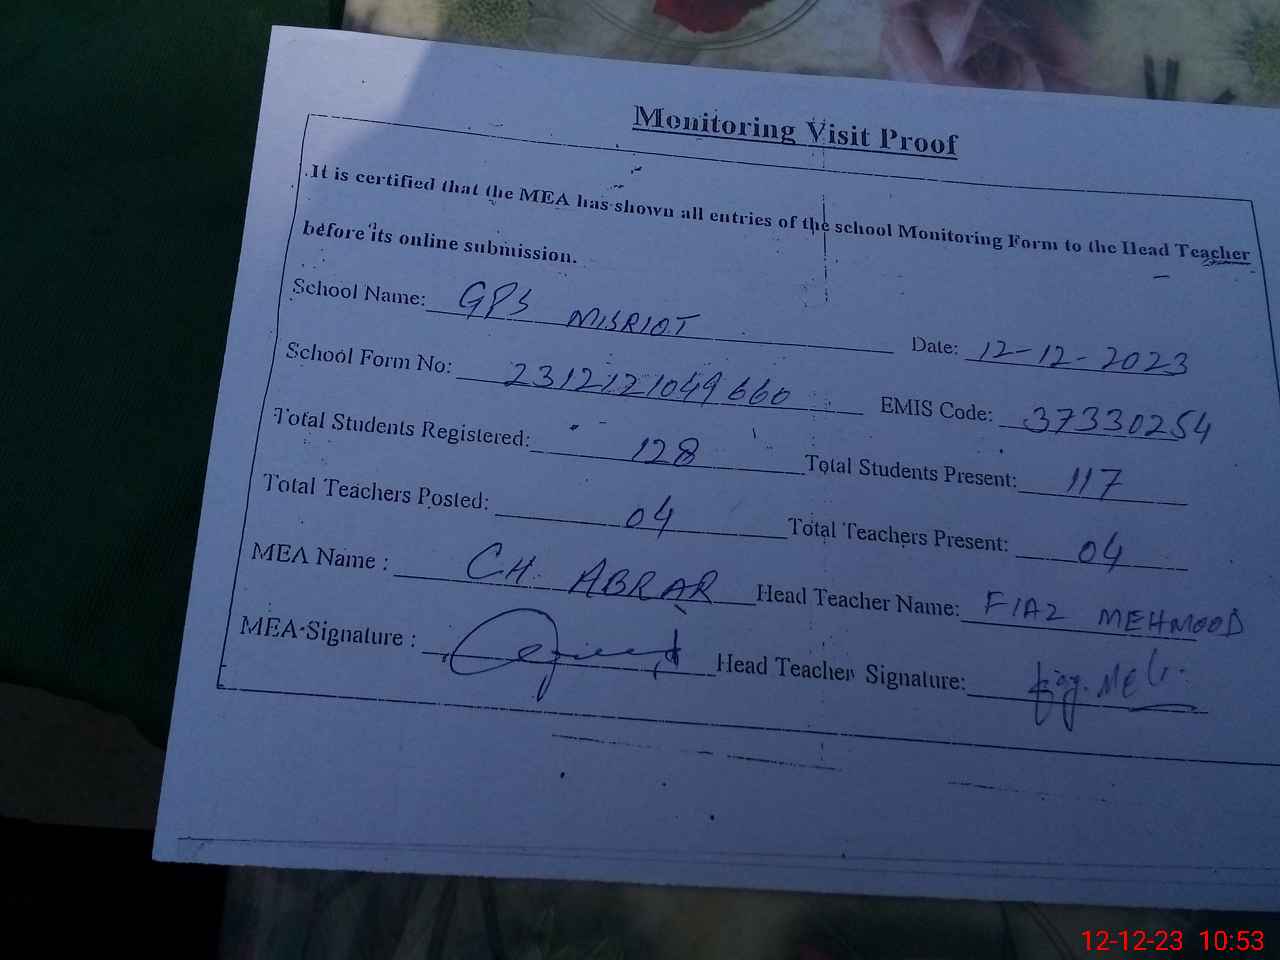 Monitoring Visit Proof
It is certified that the MEA has shown all entries of the school Monitoring Form to the Head Teacher
before its online submission.
School Name: GPS MISRIOT Date: 12-12-2023
School Form No: 2312121049660 EMIS Code: 37330254
Total Students Registered: 128 Total Students Present: 117
Total Teachers Posted: 04 Total Teachers Present: 04
MEA Name : CH. ABRAR Head Teacher Name: FIAZ MEHMOOD
MEA-Signature : Head Teacher Signature:
12-12-23 10:53